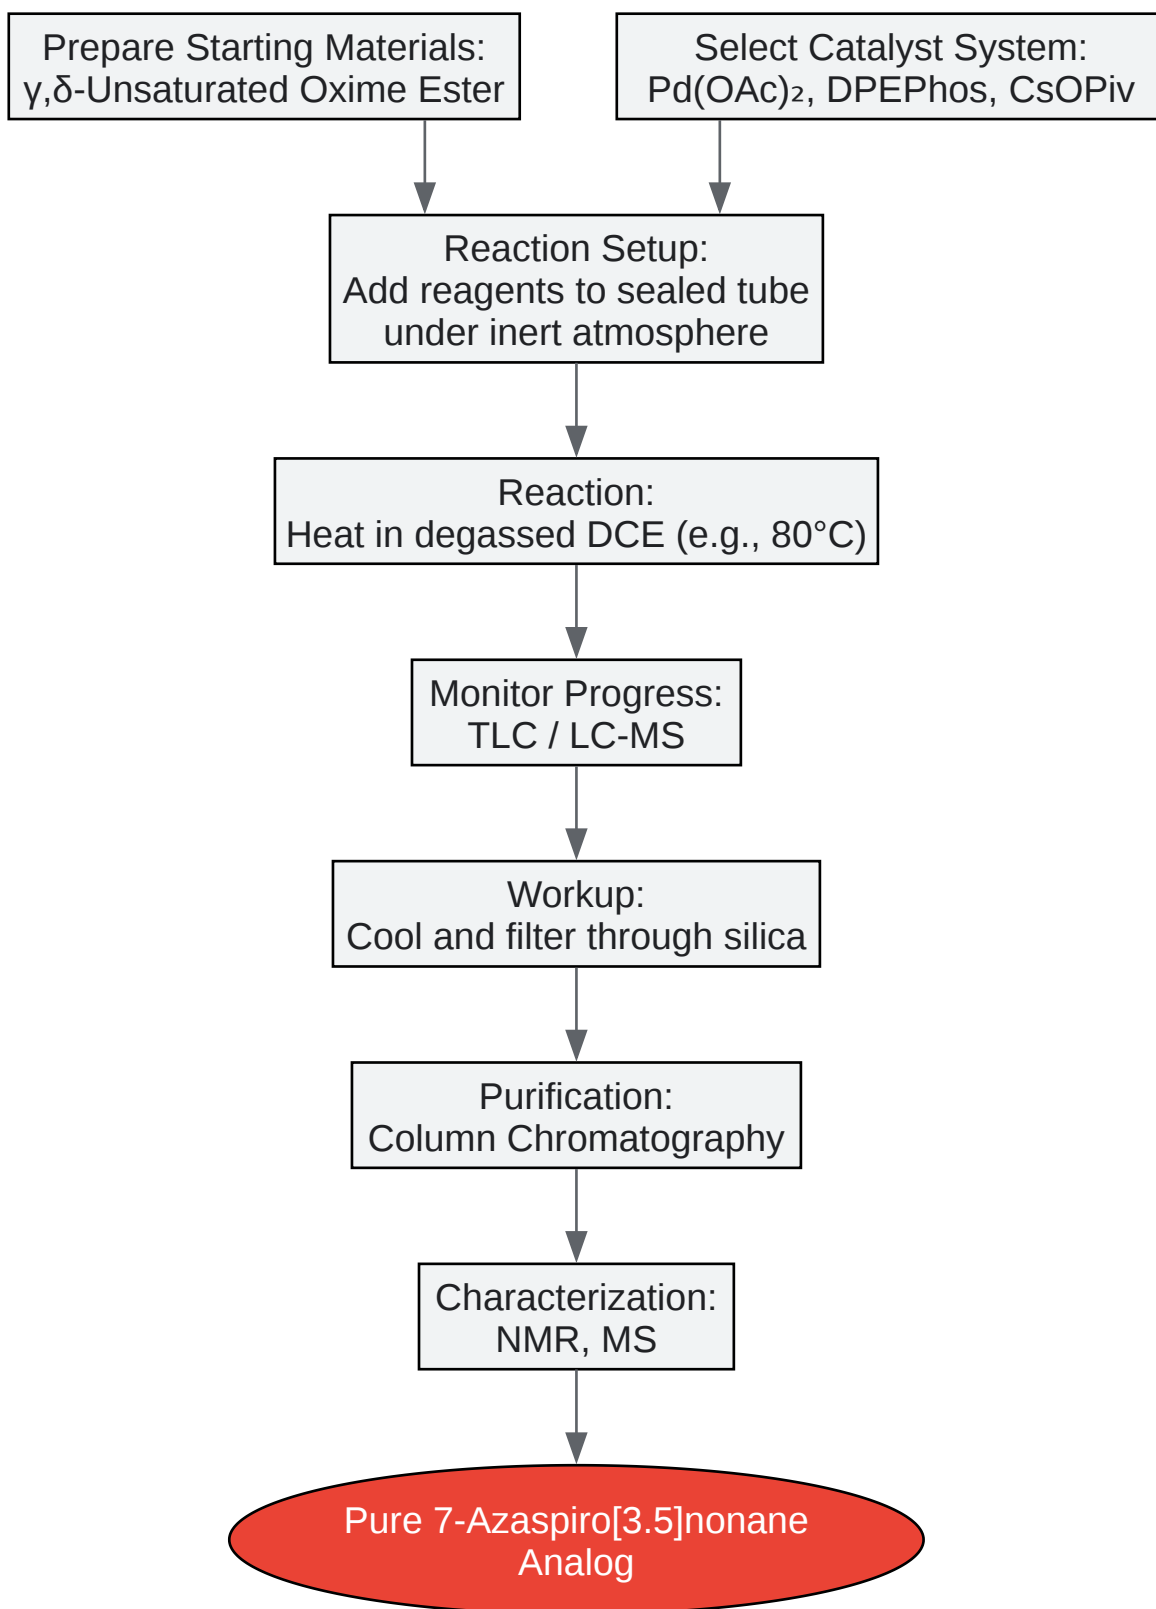 Prepare Starting Materials:
γ,δ-Unsaturated Oxime Ester
Select Catalyst System:
Pd(OAc)₂, DPEPhos, CsOPiv
Reaction Setup:
Add reagents to sealed tube
under inert atmosphere
Reaction:
Heat in degassed DCE (e.g., 80°C)
Monitor Progress:
TLC / LC-MS
Workup:
Cool and filter through silica
Purification:
Column Chromatography
Characterization:
NMR, MS
Pure 7-Azaspiro[3.5]nonane
Analog